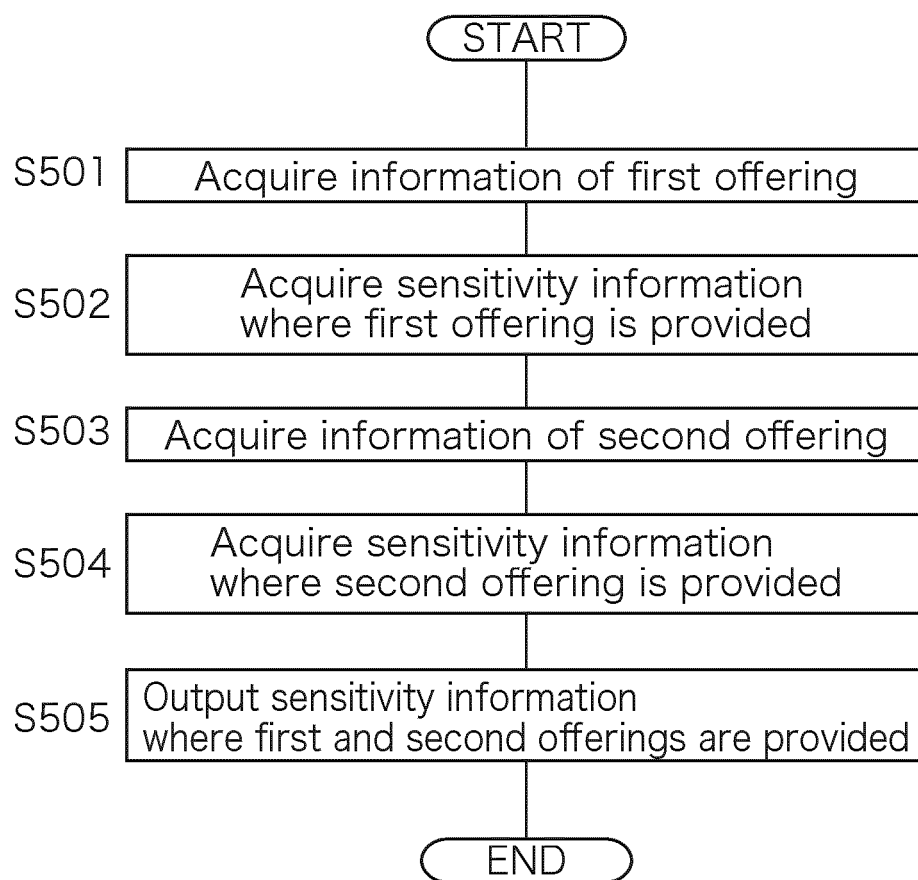 START
S501
Acquire information of first offering
S502
Acquire sensitivity information
where first offering is provided
S503
Acquire information of second offering
S504
Acquire sensitivity information
where second offering is provided
S505
Output sensitivity information
where first and second offerings are provided
END